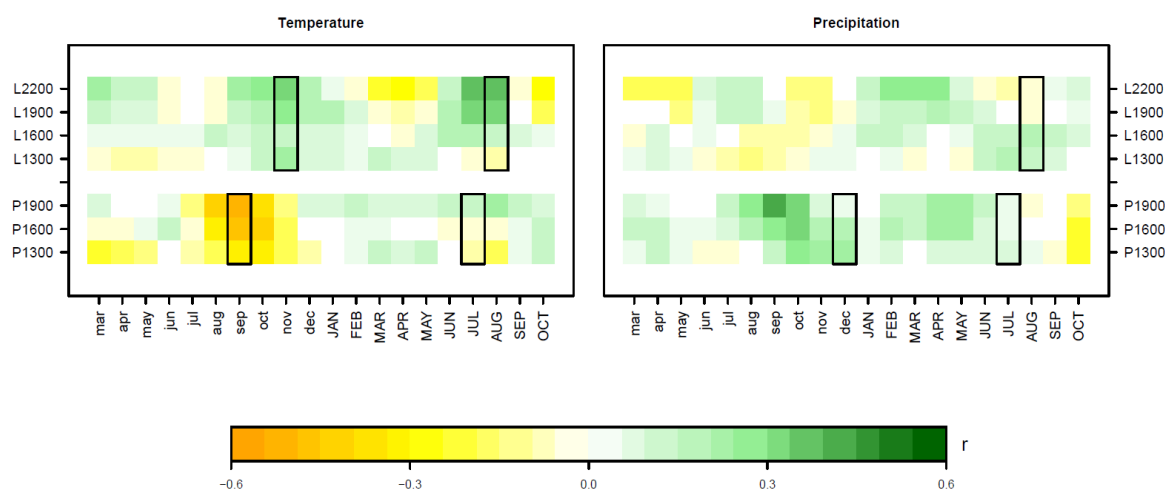 Temperature
Precipitation
L2200
L1900
L1600
L1300
P1900
P1600
P1300
L2200
L1900
L1600
L1300
P1900
P1600
P1300
mar apr may jun jul aug sep oct nov dec JAN FEB MAR APR MAY JUN JUL AUG SEP OCT
mar apr may jun jul aug sep oct nov dec JAN FEB MAR APR MAY JUN JUL AUG SEP OCT
r
−0.6 −0.3 0.0 0.3 0.6